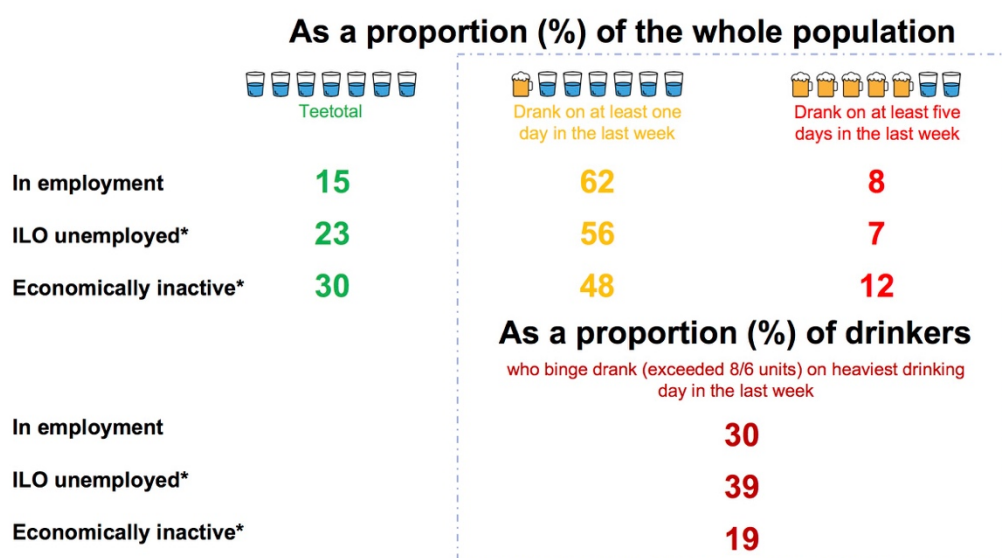 As a proportion (%) of the whole population
Teetotal
Drank on at least one
day in the last week
Drank on at least five
days in the last week
In employment 15 62 8
ILO unemployed* 23 56 7
Economically inactive* 30 48 12
As a proportion (%) of drinkers
who binge drank (exceeded 8/6 units) on heaviest drinking
day in the last week
In employment 30
ILO unemployed* 39
Economically inactive* 19